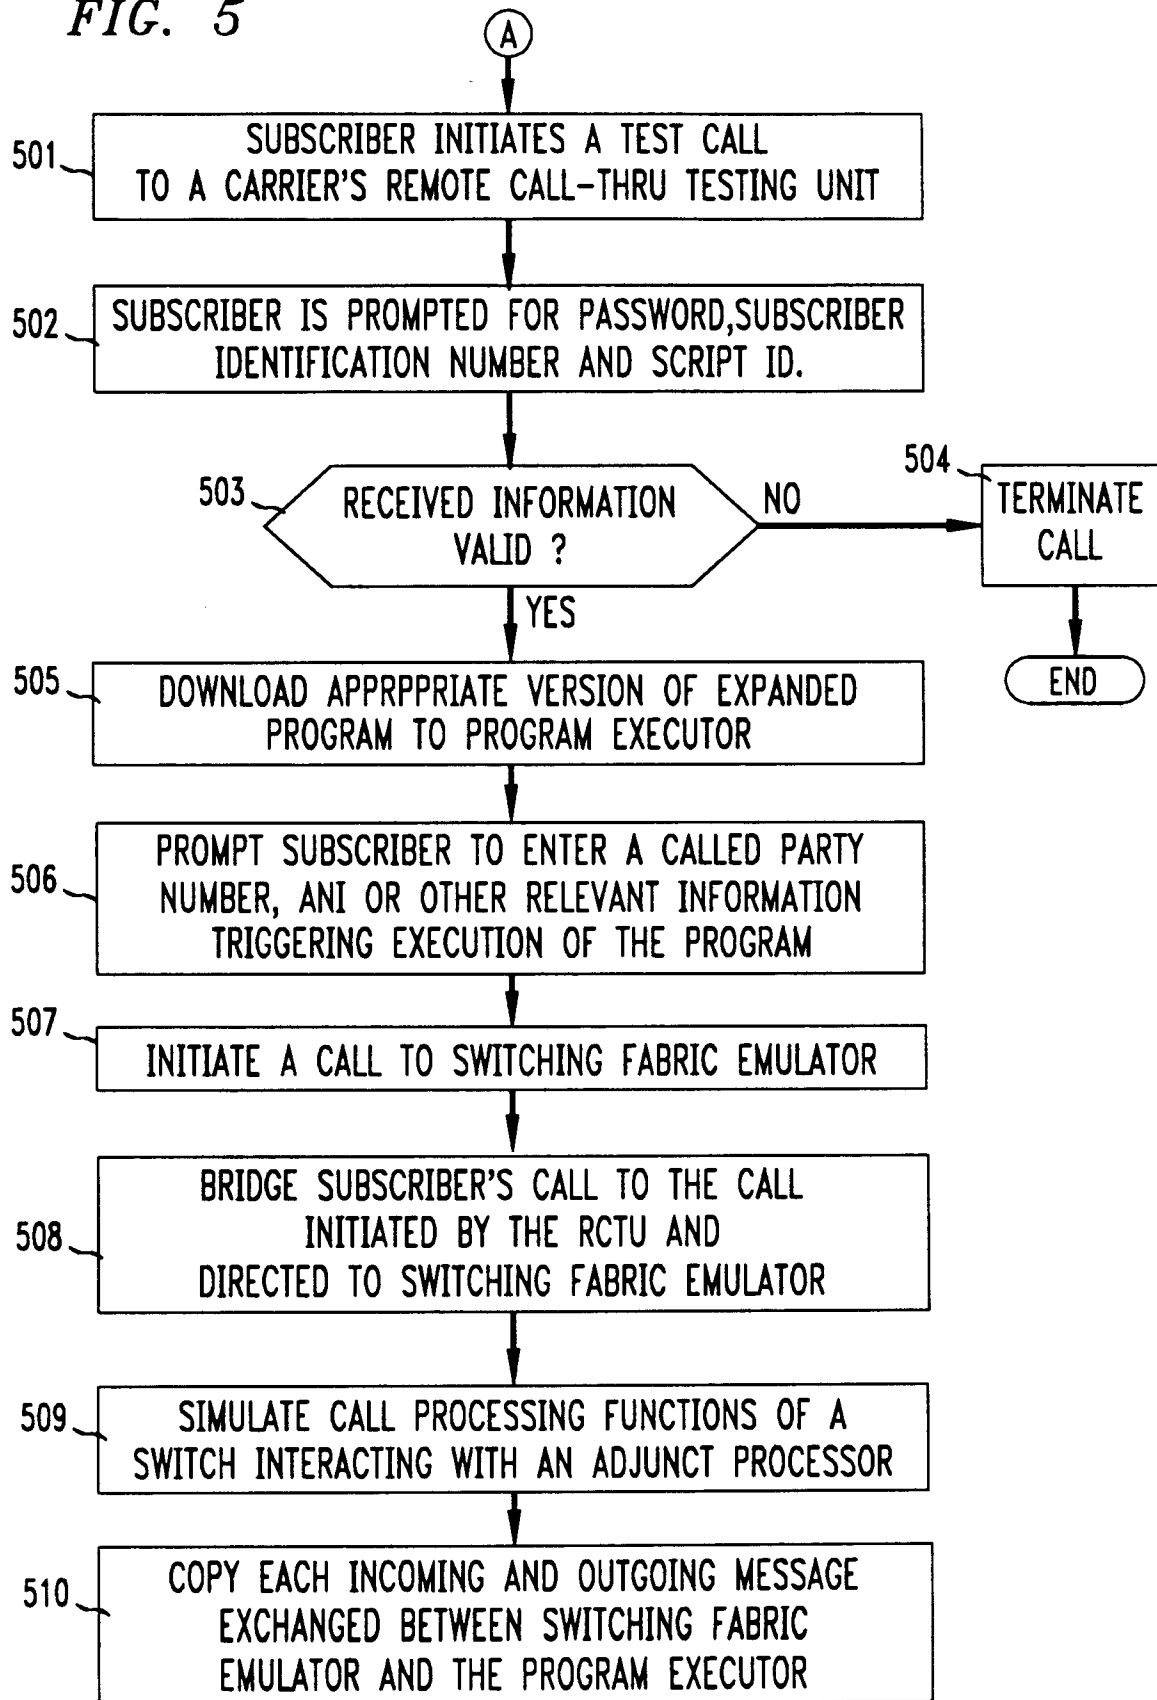 FIG. 5
A
501
SUBSCRIBER INITIATES A TEST CALL
TO A CARRIER'S REMOTE CALL-THRU TESTING UNIT
502
SUBSCRIBER IS PROMPTED FOR PASSWORD,SUBSCRIBER
IDENTIFICATION NUMBER AND SCRIPT ID.
503
RECEIVED INFORMATION
VALID ?
NO
504
TERMINATE
CALL
END
YES
505
DOWNLOAD APPRPPRIATE VERSION OF EXPANDED
PROGRAM TO PROGRAM EXECUTOR
506
PROMPT SUBSCRIBER TO ENTER A CALLED PARTY
NUMBER, ANI OR OTHER RELEVANT INFORMATION
TRIGGERING EXECUTION OF THE PROGRAM
507
INITIATE A CALL TO SWITCHING FABRIC EMULATOR
508
BRIDGE SUBSCRIBER'S CALL TO THE CALL
INITIATED BY THE RCTU AND
DIRECTED TO SWITCHING FABRIC EMULATOR
509
SIMULATE CALL PROCESSING FUNCTIONS OF A
SWITCH INTERACTING WITH AN ADJUNCT PROCESSOR
510
COPY EACH INCOMING AND OUTGOING MESSAGE
EXCHANGED BETWEEN SWITCHING FABRIC
EMULATOR AND THE PROGRAM EXECUTOR